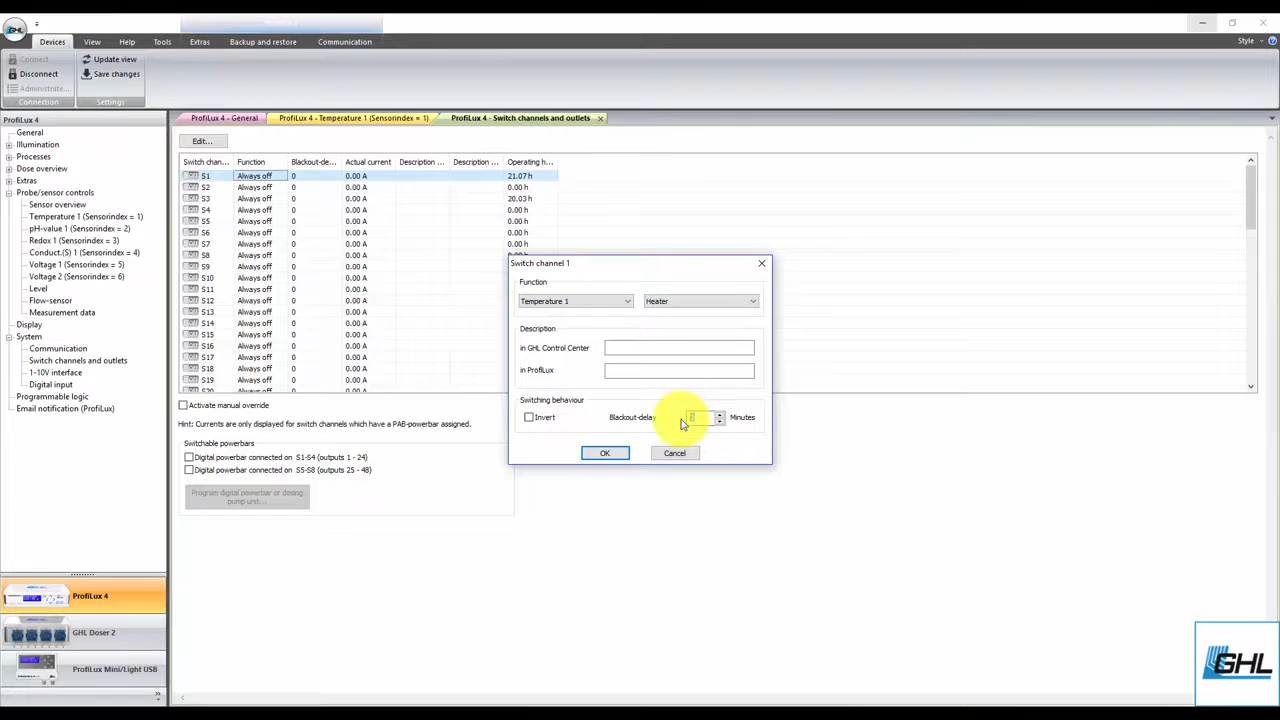 GHL
Devices View Help Tools Extras Backup and restore Communication Style
Connect
Disconnect
Administrate...
Connection
Update view
Save changes
Settings
ProfiLux 4
General
Illumination
Processes
Dose overview
Extras
Probe/sensor controls
Sensor overview
Temperature 1 (Sensorindex = 1)
pH-value 1 (Sensorindex = 2)
Redox 1 (Sensorindex = 3)
Conduct.(S) 1 (Sensorindex = 4)
Voltage 1 (Sensorindex = 5)
Voltage 2 (Sensorindex = 6)
Level
Flow-sensor
Measurement data
Display
System
Communication
Switch channels and outlets
1-10V interface
Digital input
Programmable logic
Email notification (ProfiLux)
ProfiLux 4
GHL Doser 2
ProfiLux Mini/Light USB
ProfiLux 4 - General ProfiLux 4 - Temperature 1 (Sensorindex = 1) ProfiLux 4 - Switch channels and outlets
Edit...
Switch chan... Function Blackout-de... Actual current Description ... Description ... Operating h...
S1 Always off 0 0.00 A 21.07 h
S2 Always off 0 0.00 A 0.00 h
S3 Always off 0 0.00 A 20.03 h
S4 Always off 0 0.00 A 0.00 h
S5 Always off 0 0.00 A 0.00 h
S6 Always off 0 0.00 A 0.00 h
S7 Always off 0 0.00 A 0.00 h
S8 Always off 0 0.00 A
S9 Always off 0 0.00 A
S10 Always off 0 0.00 A
S11 Always off 0 0.00 A
S12 Always off 0 0.00 A
S13 Always off 0 0.00 A
S14 Always off 0 0.00 A
S15 Always off 0 0.00 A
S16 Always off 0 0.00 A
S17 Always off 0 0.00 A
S18 Always off 0 0.00 A
S19 Always off 0 0.00 A
Activate manual override
Hint: Currents are only displayed for switch channels which have a PAB-powerbar assigned.
Switchable powerbars
Digital powerbar connected on S1-S4 (outputs 1 - 24)
Digital powerbar connected on S5-S8 (outputs 25 - 48)
Program digital powerbar or dosing
pump unit...
Switch channel 1
Function
Temperature 1 Heater
Description
in GHL Control Center
in ProfiLux
Switching behaviour
Invert Blackout-delay Minutes
OK Cancel
GHL